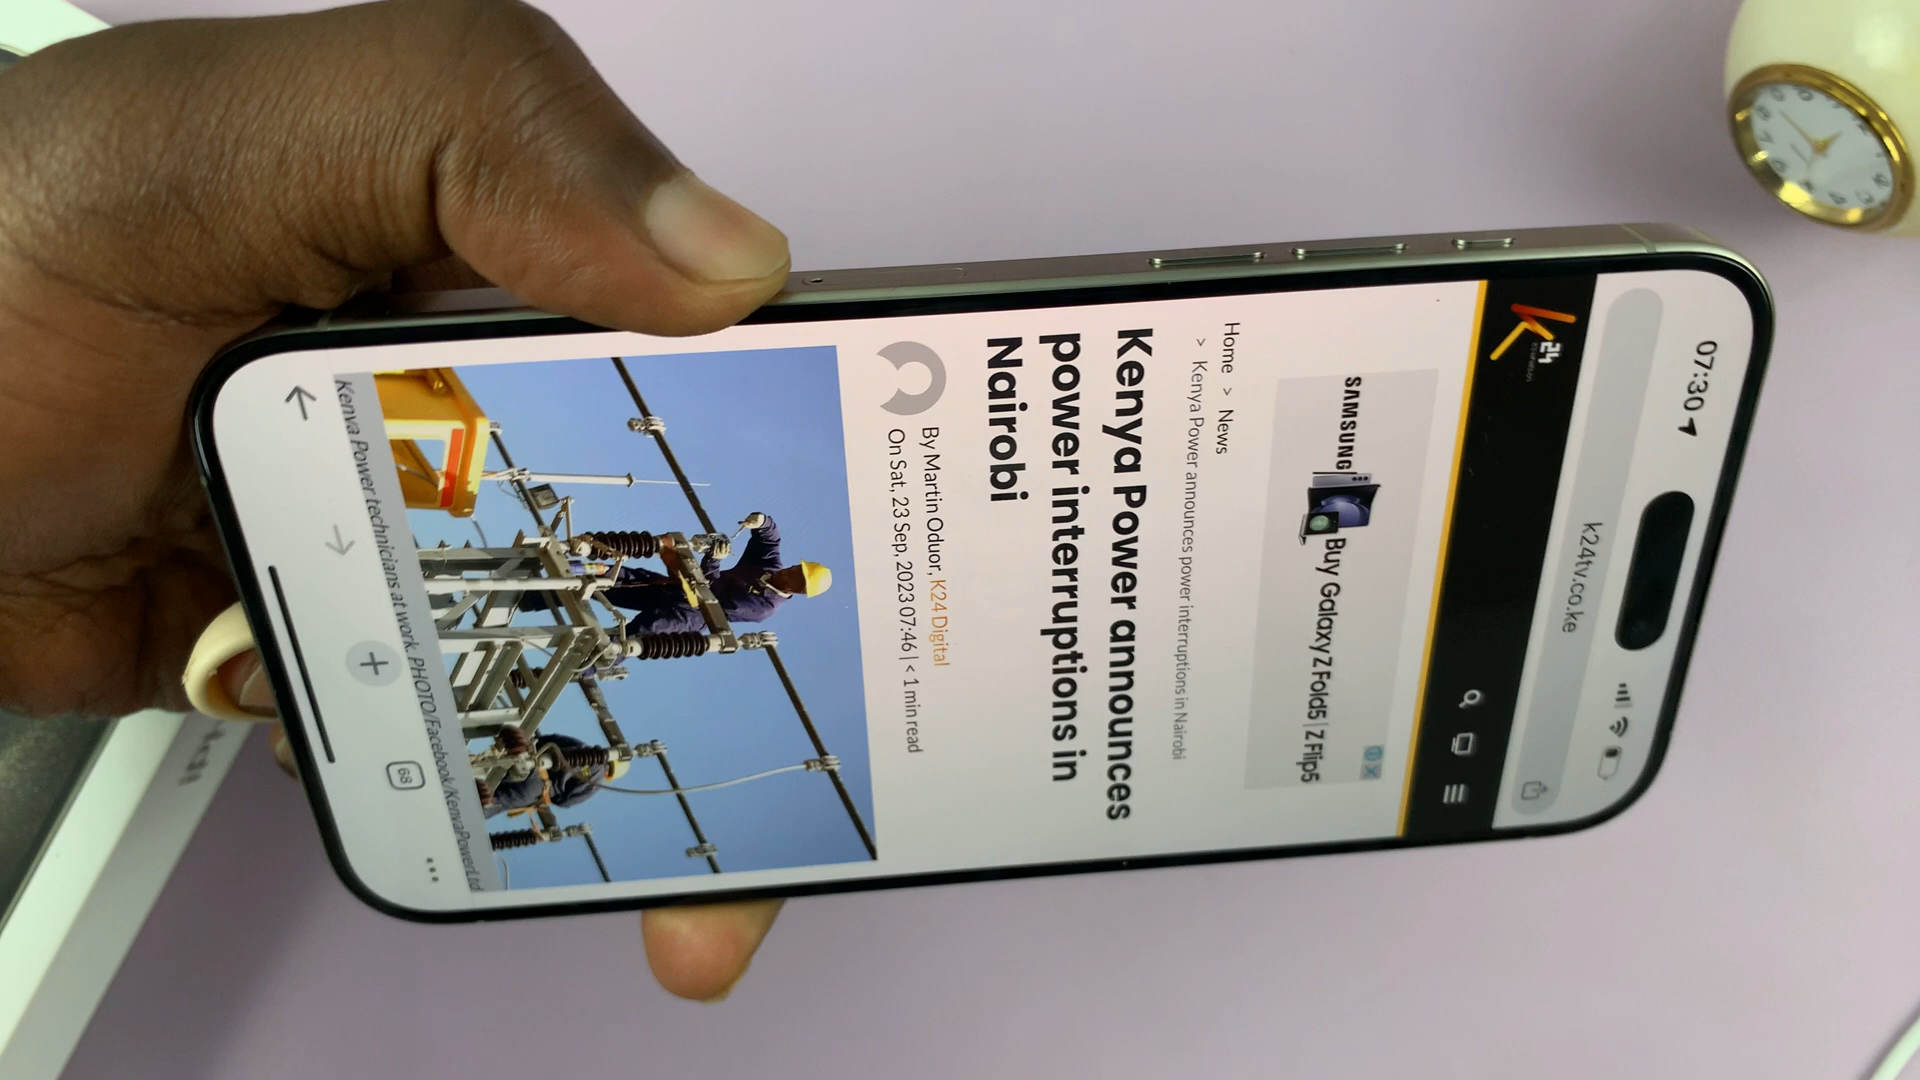 07:30
k24tv.co.ke
24
SAMSUNG
Buy Galaxy Z Fold5 | Z Flip5
Home > News
> Kenya Power announces power interruptions in Nairobi
Kenya Power announces
power interruptions in
Nairobi
By Martin Oduor, K24 Digital
On Sat, 23 Sep, 2023 07:46 | < 1 min read
Kenya Power technicians at work. PHOTO/Facebook/KenyaPowerLtd
68